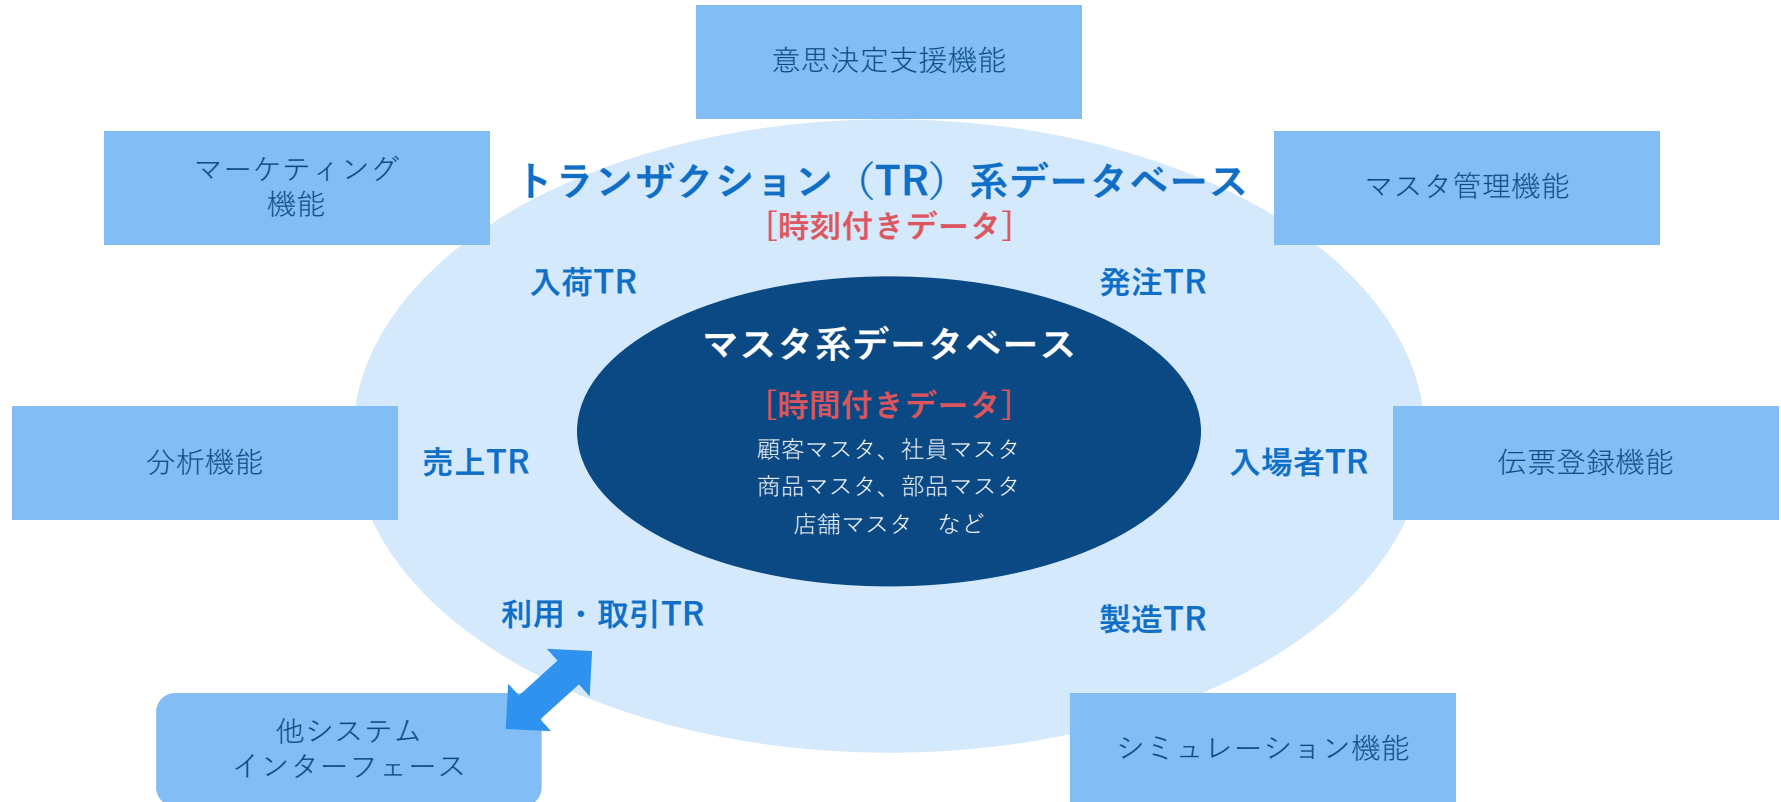 意思決定支援機能
マーケティング
機能
トランザクション（TR）系データベース
マスタ管理機能
[時刻付きデータ]
入荷TR
発注TR
マスタ系データベース
[時間付きデータ]
顧客マスタ、社員マスタ
商品マスタ、部品マスタ
店舗マスタ　など
分析機能
売上TR
入場者TR
伝票登録機能
利用・取引TR
製造TR
他システム
インターフェース
シミュレーション機能